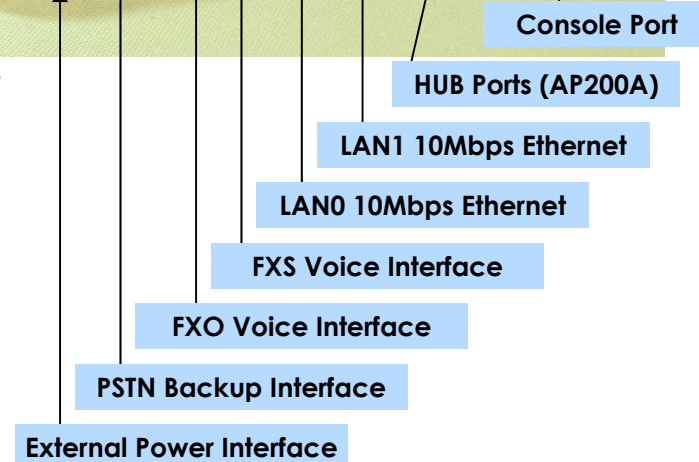 Console Port
HUB Ports (AP200A)
LAN1 10Mbps Ethernet
LAN0 10Mbps Ethernet
FXS Voice Interface
FXO Voice Interface
PSTN Backup Interface
External Power Interface